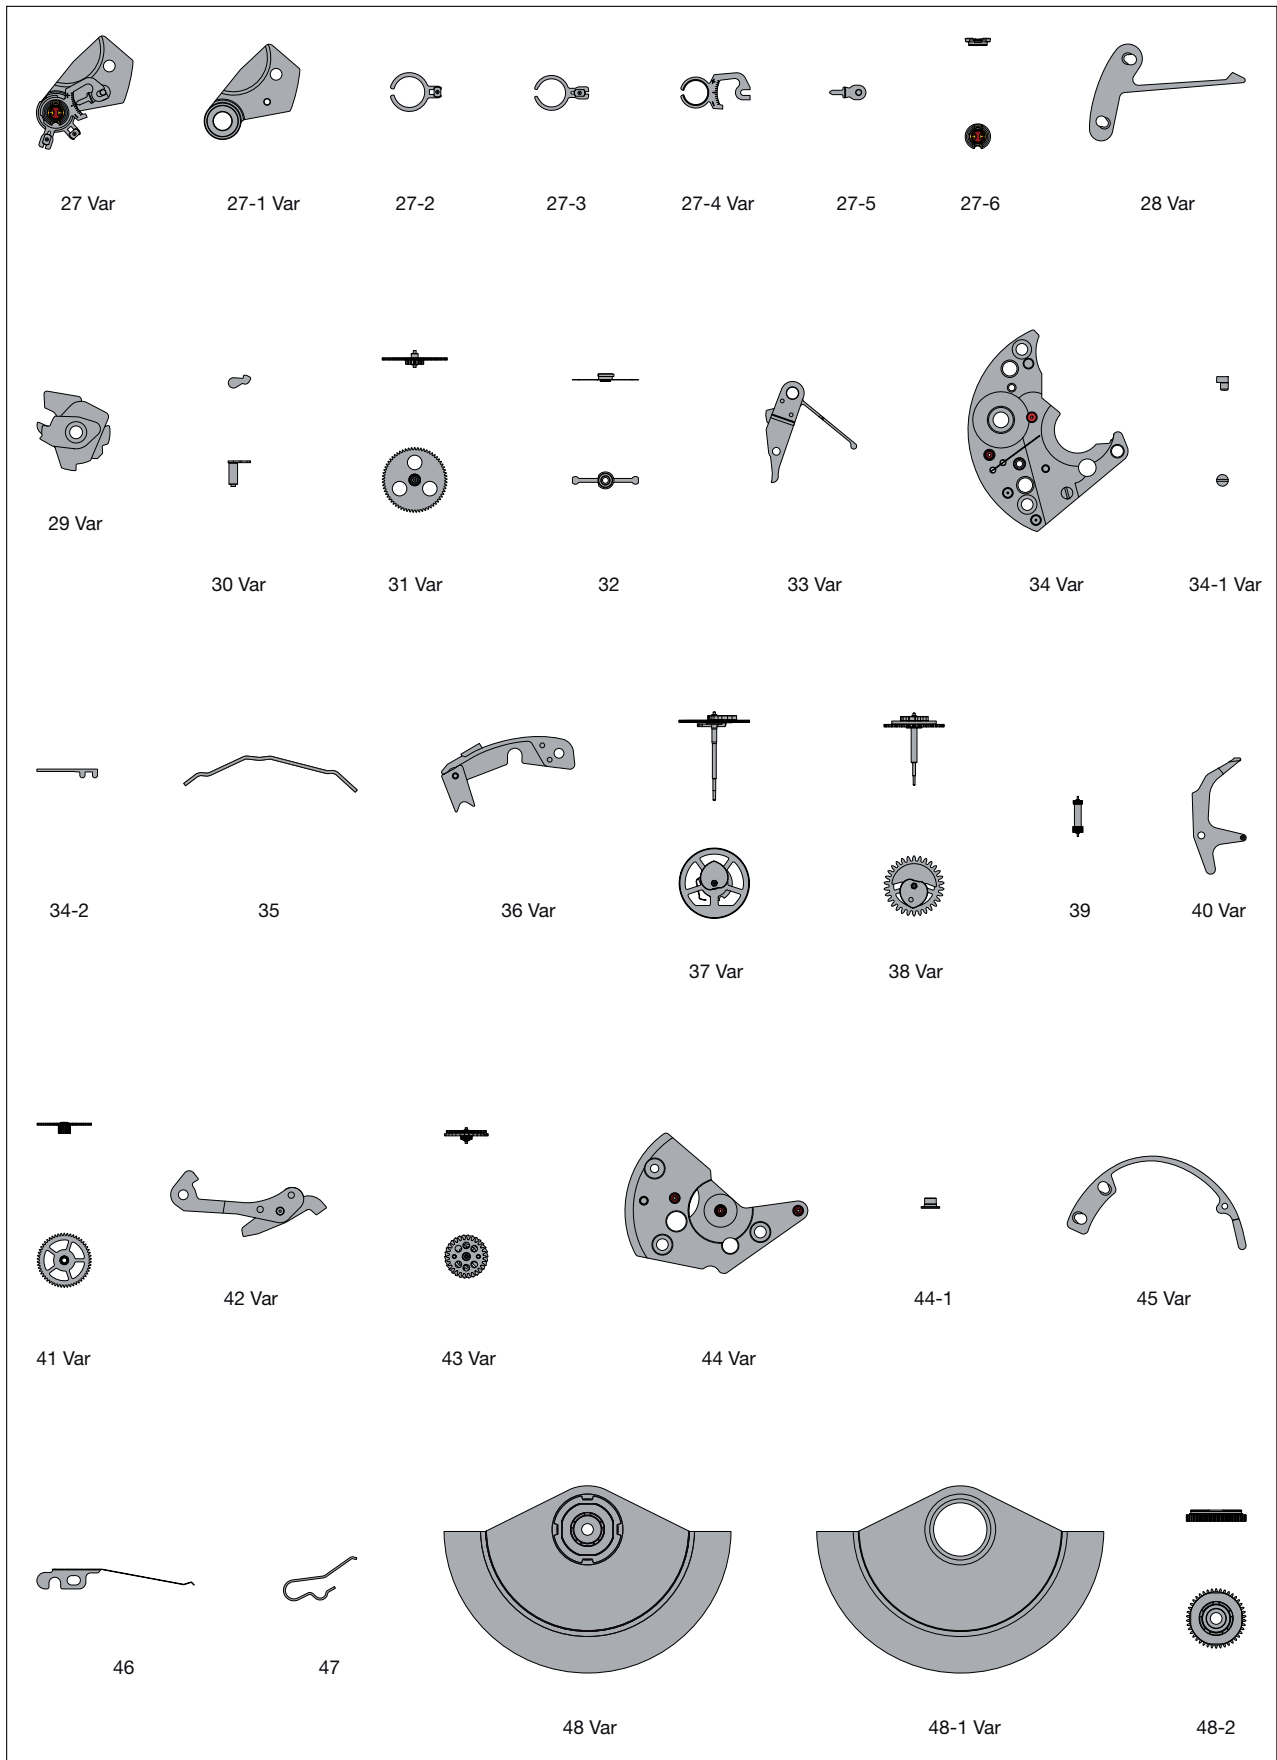 27 Var 27-1 Var 27-2 27-3 27-4 Var 27-5 27-6 28 Var
29 Var
30 Var 31 Var 32 33 Var 34 Var 34-1 Var
34-2 35 36 Var 39 40 Var
37 Var 38 Var
42 Var 44-1 45 Var
41 Var 43 Var 44 Var
46 47
48 Var 48-1 Var 48-2